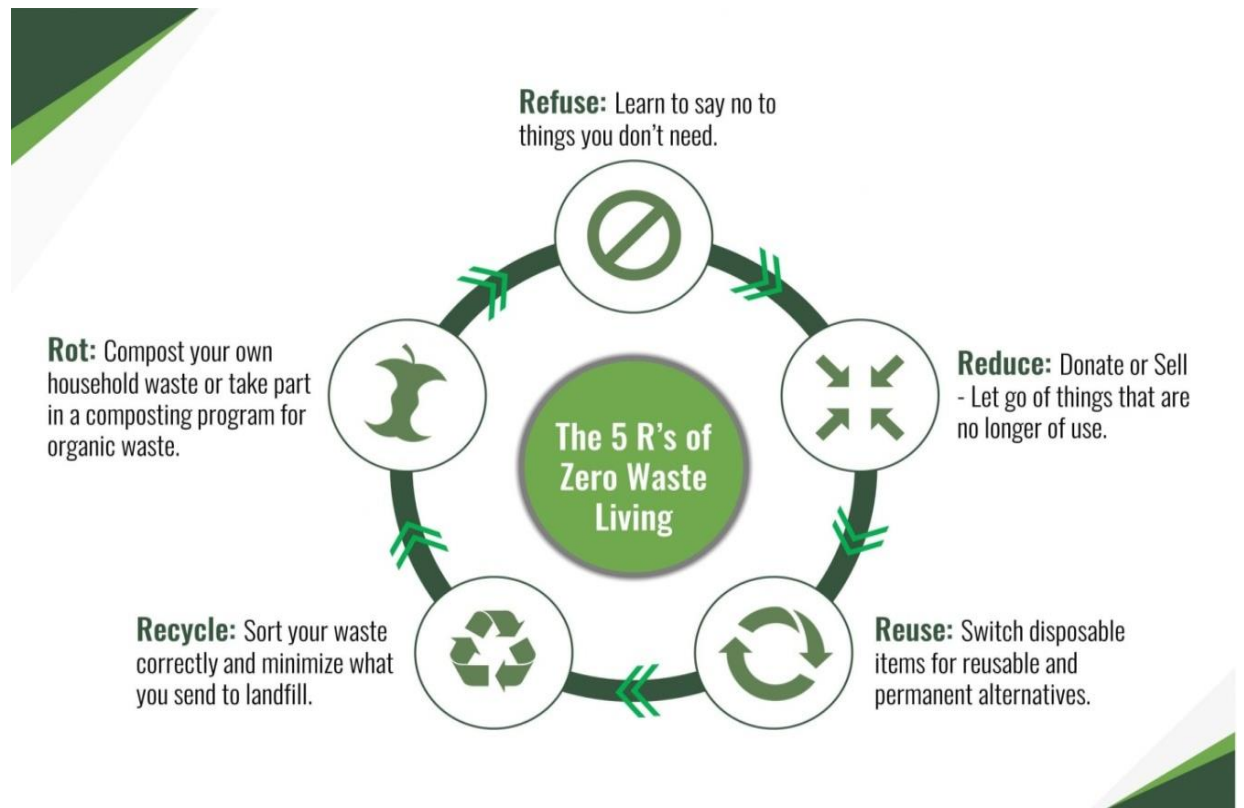 Refuse: Learn to say no to
things you don’t need.
Reduce: Donate or Sell
- Let go of things that are
no longer of use.
Reuse: Switch disposable
items for reusable and
permanent alternatives.
Recycle: Sort your waste
correctly and minimize what
you send to landfill.
Rot: Compost your own
household waste or take part
in a composting program for
organic waste.
The 5 R’s of
Zero Waste
Living